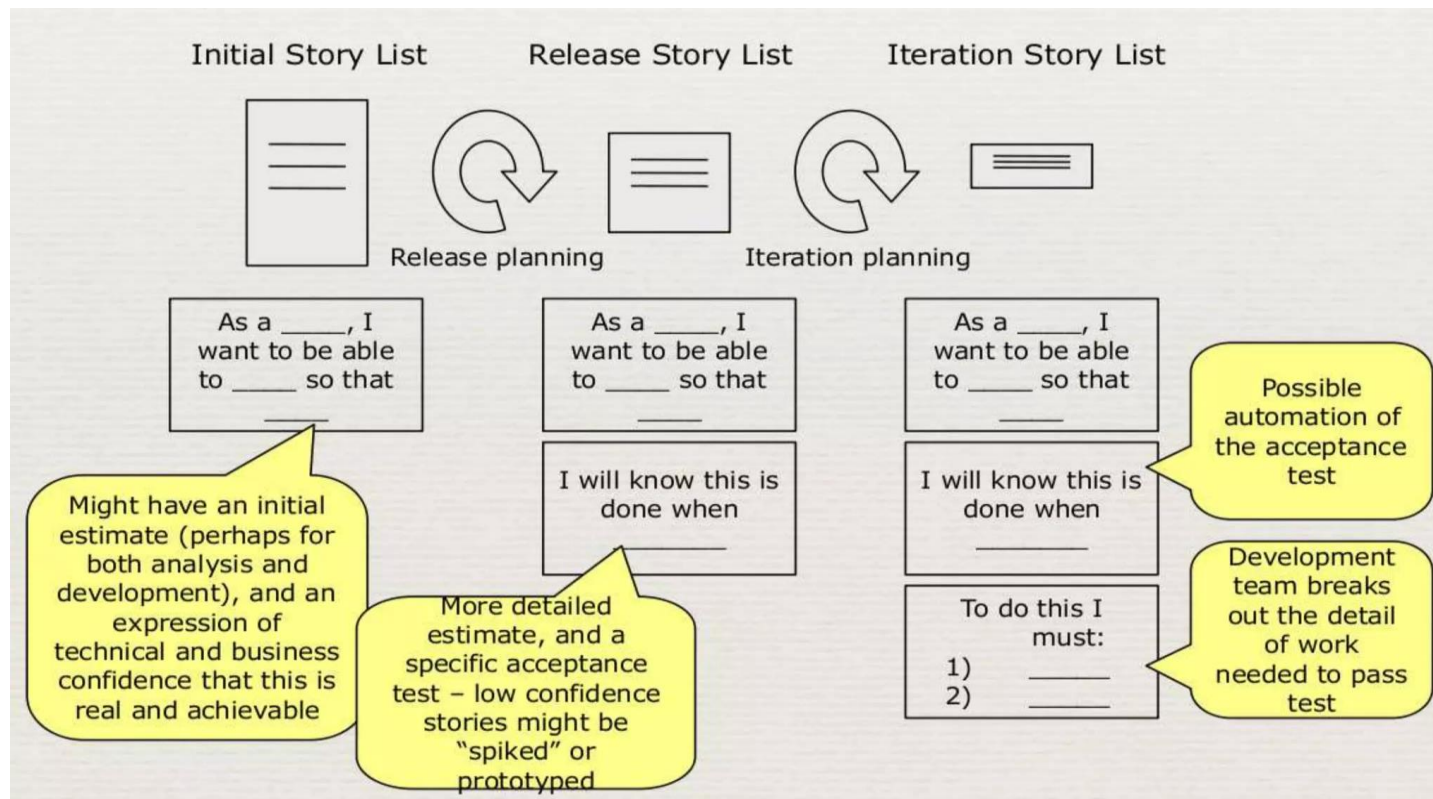 Initial Story List
Release Story List
Iteration Story List
Release planning
Iteration planning
As a _____, I
want to be able
to _____ so that
_____
As a _____, I
want to be able
to _____ so that
_____
As a _____, I
want to be able
to _____ so that
_____
I will know this is
done when
_________
I will know this is
done when
_________
To do this I
must:
1) ______
2) ______
Might have an initial
estimate (perhaps for
both analysis and
development), and an
expression of
technical and business
confidence that this is
real and achievable
More detailed
estimate, and a
specific acceptance
test – low confidence
stories might be
“spiked” or
prototyped
Possible
automation of
the acceptance
test
Development
team breaks
out the detail
of work
needed to pass
test